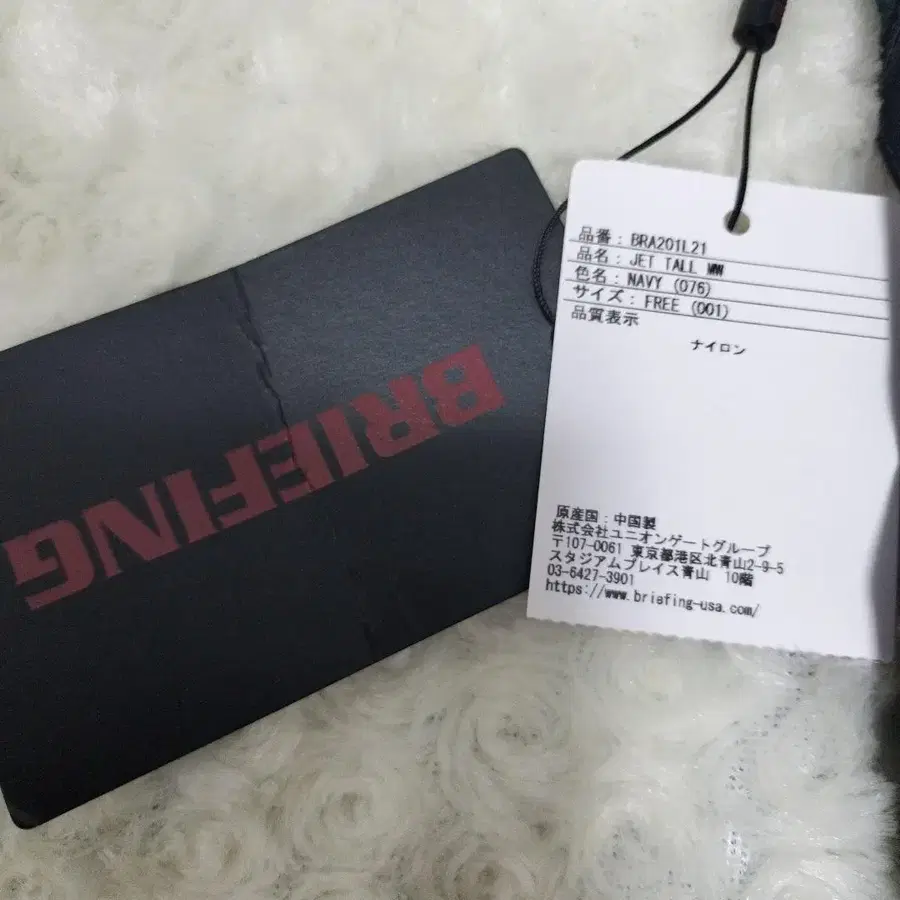 BRIEFING
品番: BRA201L21
品名: JET TALL MW
色名: NAVY (076)
サイズ: FREE (001)
品質表示
ナイロン
原産国:中国製
株式会社ユニオンゲートグループ
〒107-0061 東京都港区北青山2-9-5
スタジアムプレイス青山 10階
03-6427-3901
https://www.briefing-usa.com/